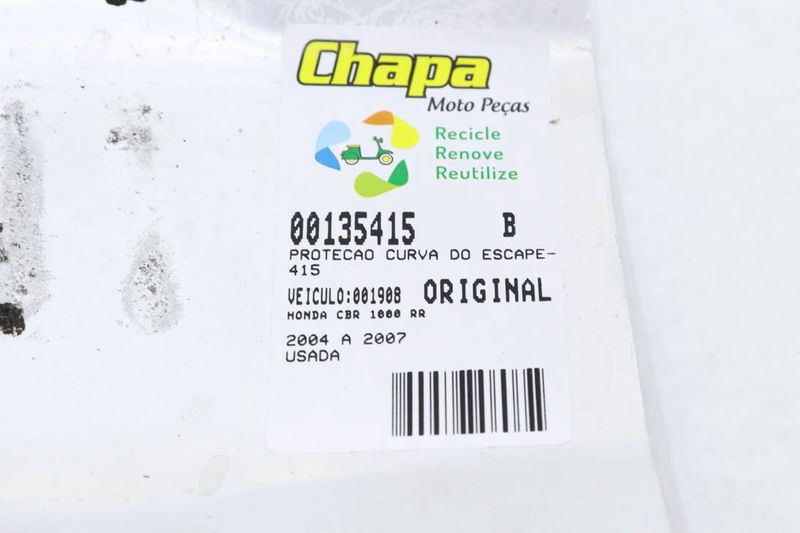 Chapa
Moto Peças
Recicle
Renove
Reutilize
00135415 B
PROTECAO CURVA DO ESCAPE-
415
VEICULO:001908 ORIGINAL
HONDA CBR 1000 RR
2004 A 2007
USADA